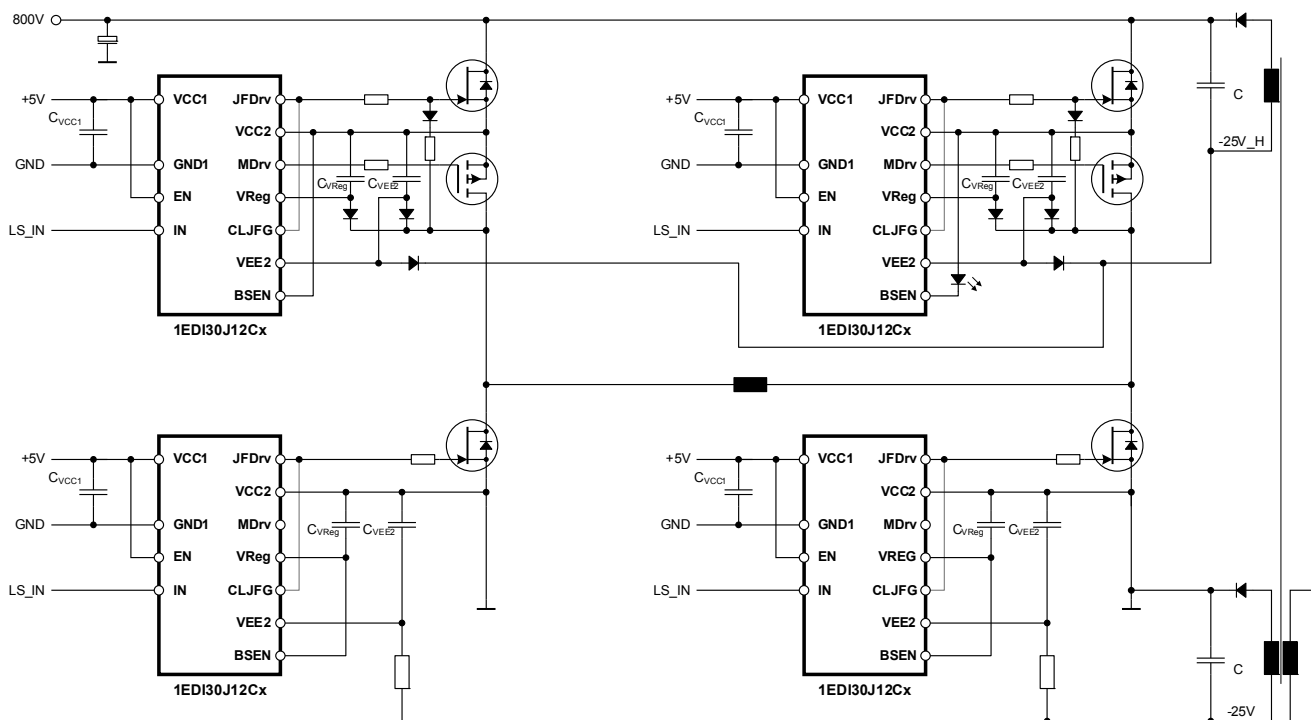 800V
+5V
CVCC1
GND
LS_IN
VCC1
GND1
EN
IN
JFDrv
VCC2
MDrv
VReg
CLJFG
VEE2
BSEN
CVReg
CVEE2
1EDI30J12Cx
+5V
CVCC1
GND
LS_IN
VCC1
GND1
EN
IN
JFDrv
VCC2
MDrv
VReg
CLJFG
VEE2
BSEN
CVReg
CVEE2
1EDI30J12Cx
C
-25V_H
+5V
CVCC1
GND
LS_IN
VCC1
GND1
EN
IN
JFDrv
VCC2
MDrv
VReg
CLJFG
VEE2
BSEN
CVReg
CVEE2
1EDI30J12Cx
+5V
CVCC1
GND
LS_IN
VCC1
GND1
EN
IN
JFDrv
VCC2
MDrv
VREG
CLJFG
VEE2
BSEN
CVReg
CVEE2
1EDI30J12Cx
C
-25V